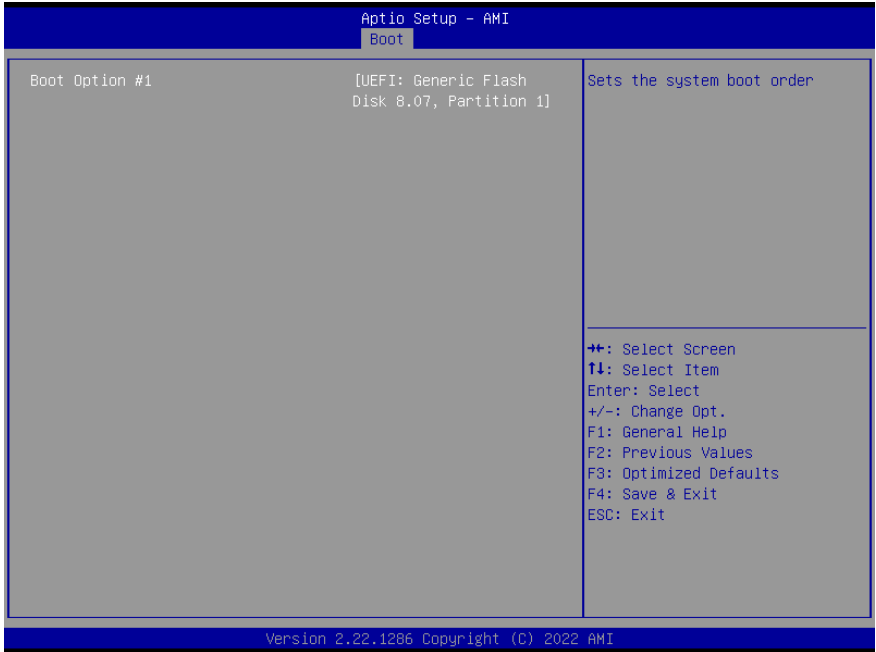 Aptio Setup - AMI
Boot
Boot Option #1 [UEFI: Generic Flash
Disk 8.07, Partition 1]
Sets the system boot order
→←: Select Screen
↑↓: Select Item
Enter: Select
+/-: Change Opt.
F1: General Help
F2: Previous Values
F3: Optimized Defaults
F4: Save & Exit
ESC: Exit
Version 2.22.1286 Copyright (C) 2022 AMI